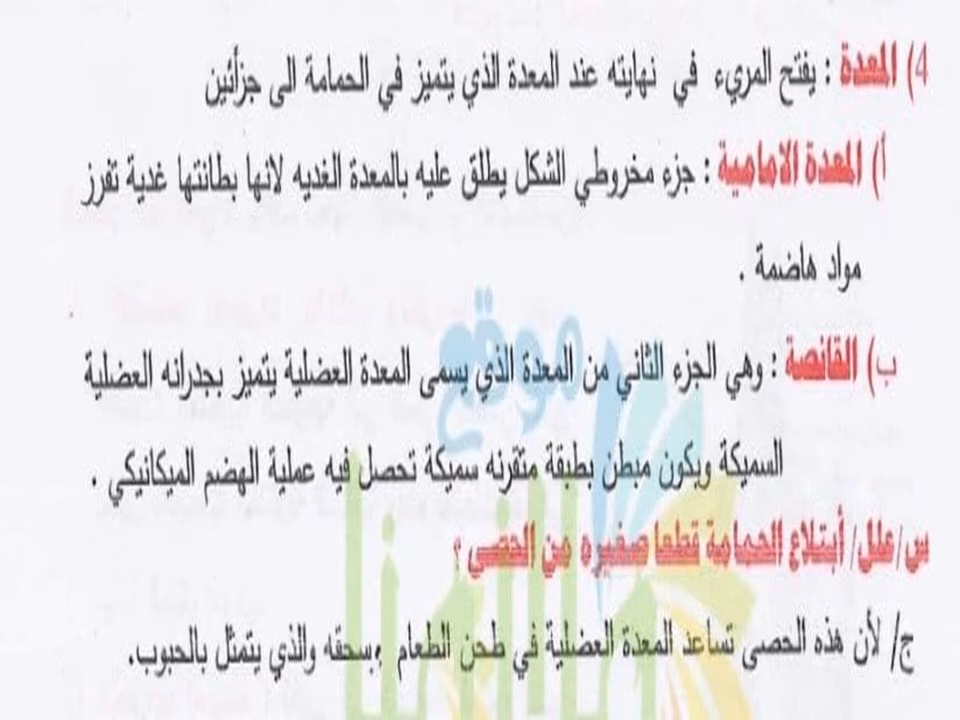 4) المعدة : يفتح المريء في نهايته عند المعدة الذي يتميز في الحمامة الى جزأئين
أ) المعدة الامامية : جزء مخروطي الشكل يطلق عليه بالمعدة الغديه لانها بطانتها غدية تفرز
مواد هاضمة .
ب) القانصة : وهي الجزء الثاني من المعدة الذي يسمى المعدة العضلية يتميز بجدرانه العضلية
السميكة ويكون مبطن بطبقة متقرنه سميكة تحصل فيه عملية الهضم الميكانيكي .
س/علل/ أبتلاع الحمامة قطعا صغيره من الحصى ؟
ج/ لأن هذه الحصى تساعد المعدة العضلية في طحن الطعام وسحقه والذي يتمثل بالحبوب.
موقع
طلابنا